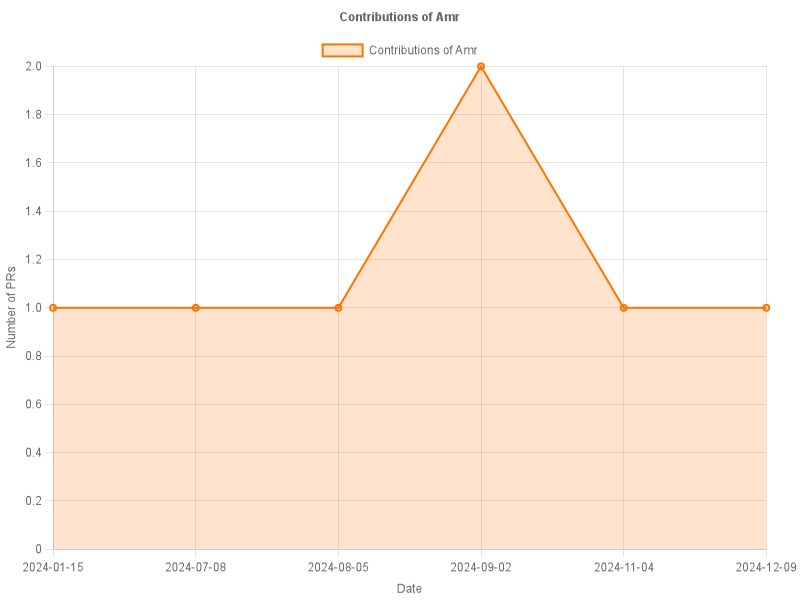 Contributions of Amr
Contributions of Amr
2.0
1.8
1.6
1.4
1.2
1.0
0.8
0.6
0.4
0.2
0
Number of PRs
2024-01-15 2024-07-08 2024-08-05 2024-09-02 2024-11-04 2024-12-09
Date